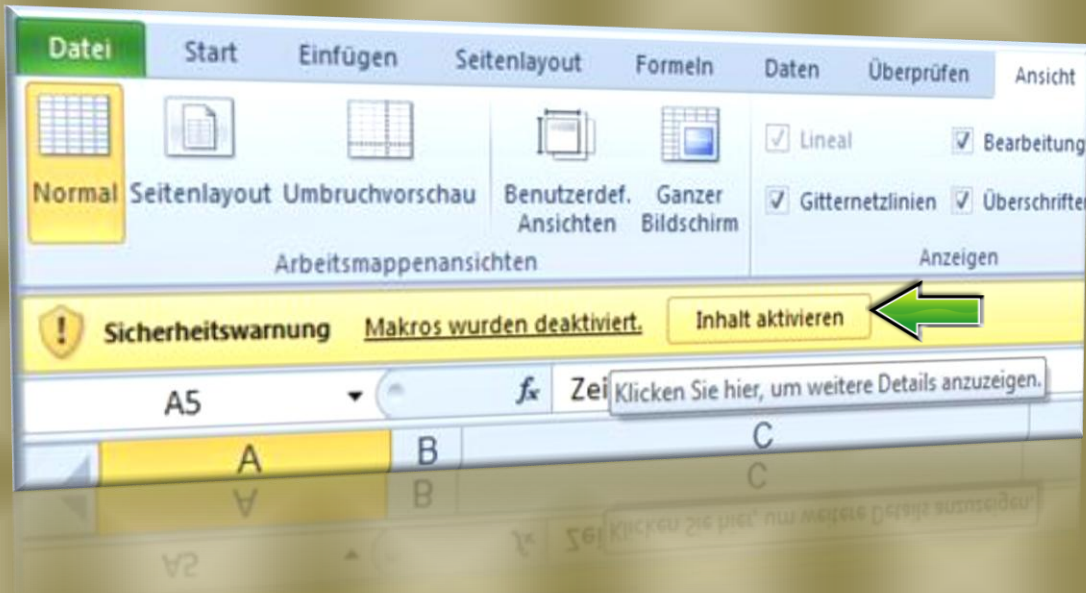 Datei Start Einfügen Seitenlayout Formeln Daten Überprüfen Ansicht
Lineal Bearbeitung
Normal Seitenlayout Umbruchvorschau Benutzerdef. Ansichten Ganzer Bildschirm
Gitternetzlinien Überschriften
Arbeitsmappenansichten Anzeigen
Sicherheitswarnung Makros wurden deaktiviert. Inhalt aktivieren
A5 fx Zei Klicken Sie hier, um weitere Details anzuzeigen.
A B C